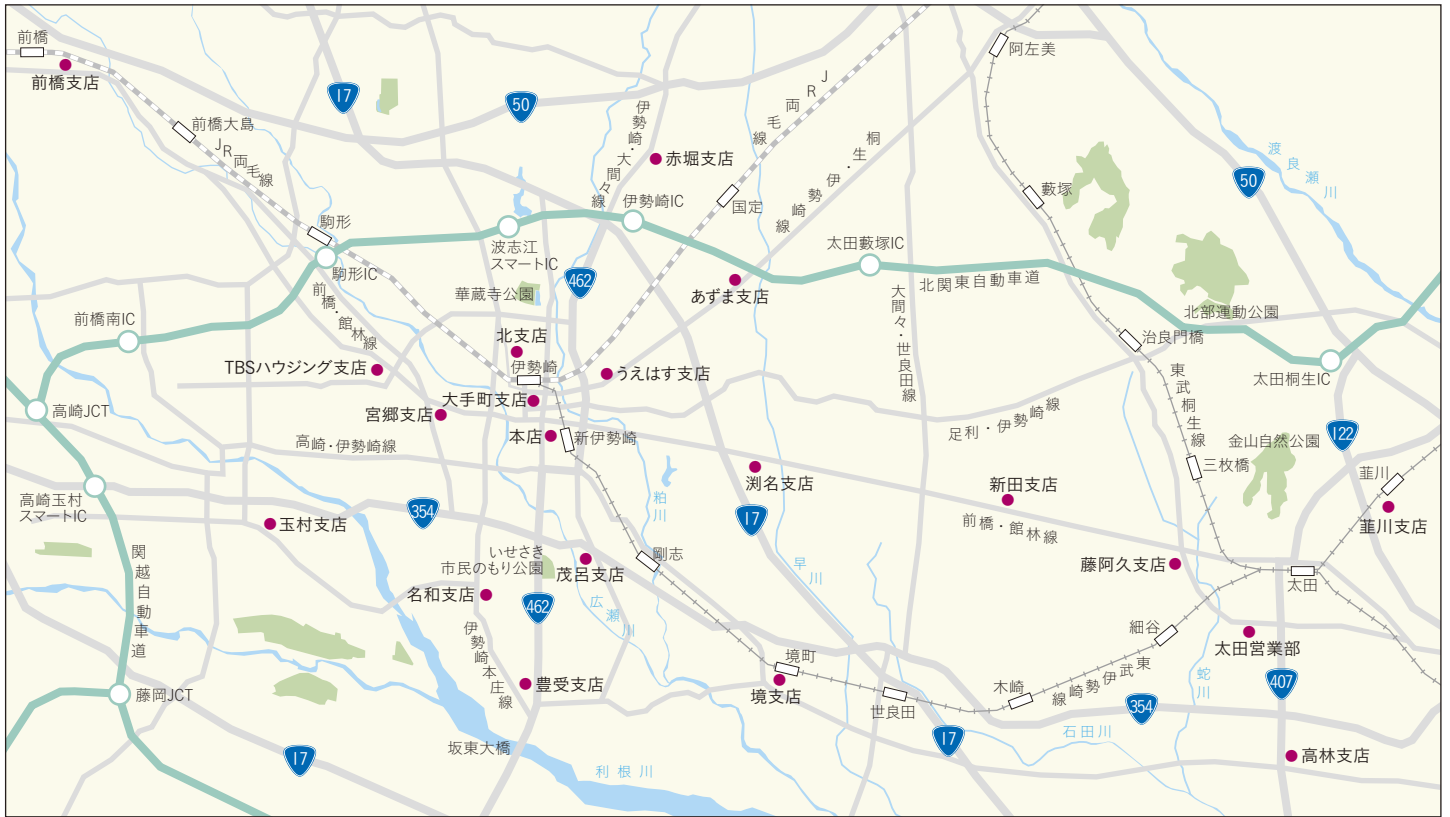 前橋
前橋支店
17
50
前橋大島
JR両毛線
伊勢崎・大間々線
赤堀支店
JR両毛線
桐生・伊勢崎線
阿左美
渡良瀬川
50
藪塚
国定
伊勢崎IC
駒形
駒形IC
波志江
スマートIC
462
太田藪塚IC
北関東自動車道
あずま支店
華蔵寺公園
前橋・館林線
大間々・世良田線
北部運動公園
治良門橋
前橋南IC
北支店
伊勢崎
TBSハウジング支店
うえはす支店
東武桐生線
太田桐生IC
高崎JCT
大手町支店
宮郷支店
足利・伊勢崎線
122
本店
新伊勢崎
高崎・伊勢崎線
金山自然公園
三枚橋
韮川
渕名支店
新田支店
高崎玉村
スマートIC
粕川
354
17
前橋・館林線
韮川支店
玉村支店
関越自動車道
いせさき
市民のもり公園
茂呂支店
剛志
早川
藤阿久支店
太田
名和支店
462
広瀬川
細谷
太田営業部
伊勢崎本庄線
境町
東武伊勢崎線
蛇川
藤岡JCT
豊受支店
境支店
世良田
木崎
407
354
坂東大橋
17
石田川
17
利根川
高林支店